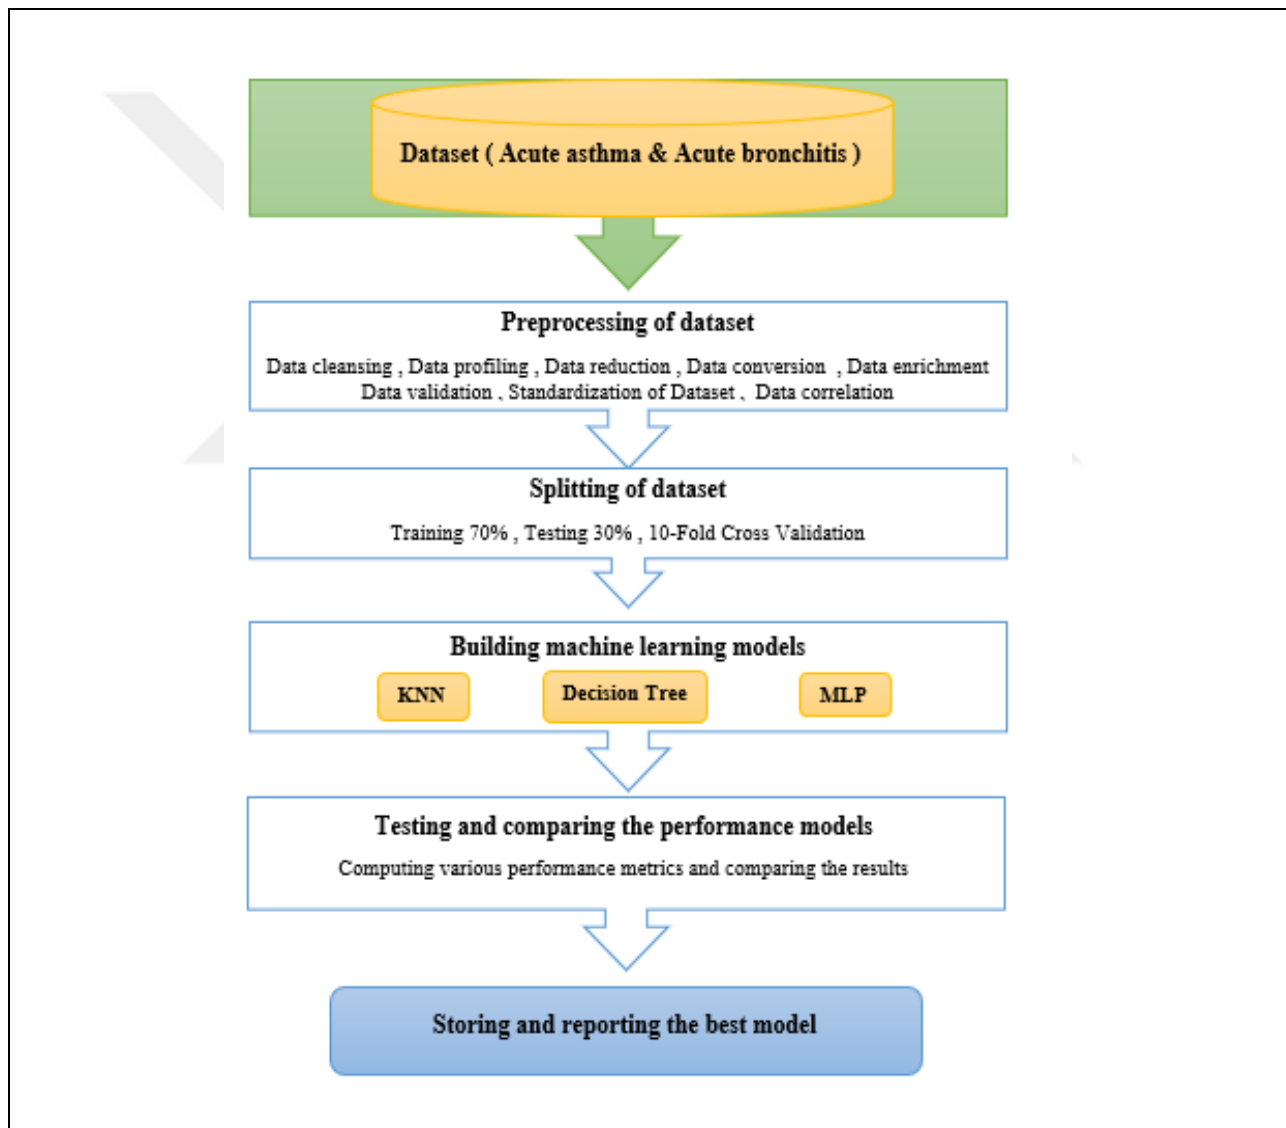 Dataset ( Acute asthma & Acute bronchitis )
Preprocessing of dataset
Data cleansing , Data profiling , Data reduction , Data conversion  , Data enrichment
Data validation , Standardization of Dataset ,  Data correlation
Splitting of dataset
Training 70% , Testing 30% , 10-Fold Cross Validation
Building machine learning models
KNN Decision Tree MLP
Testing and comparing the performance models
Computing various performance metrics and comparing the results
Storing and reporting the best model